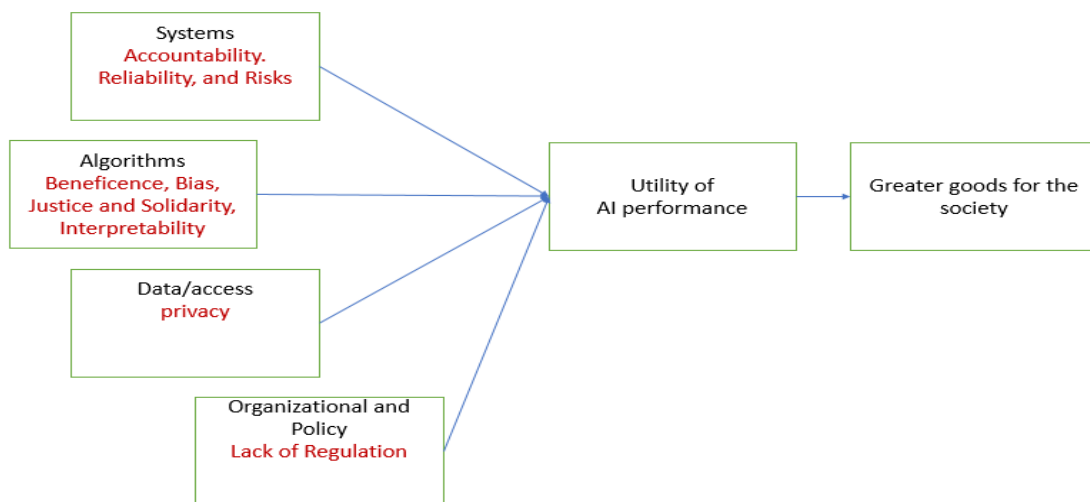 Systems
Accountability.
Reliability, and Risks
Algorithms
Beneficence, Bias,
Justice and Solidarity,
Interpretability
Data/access
privacy
Organizational and
Policy
Lack of Regulation
Utility of
AI performance
Greater goods for the
society